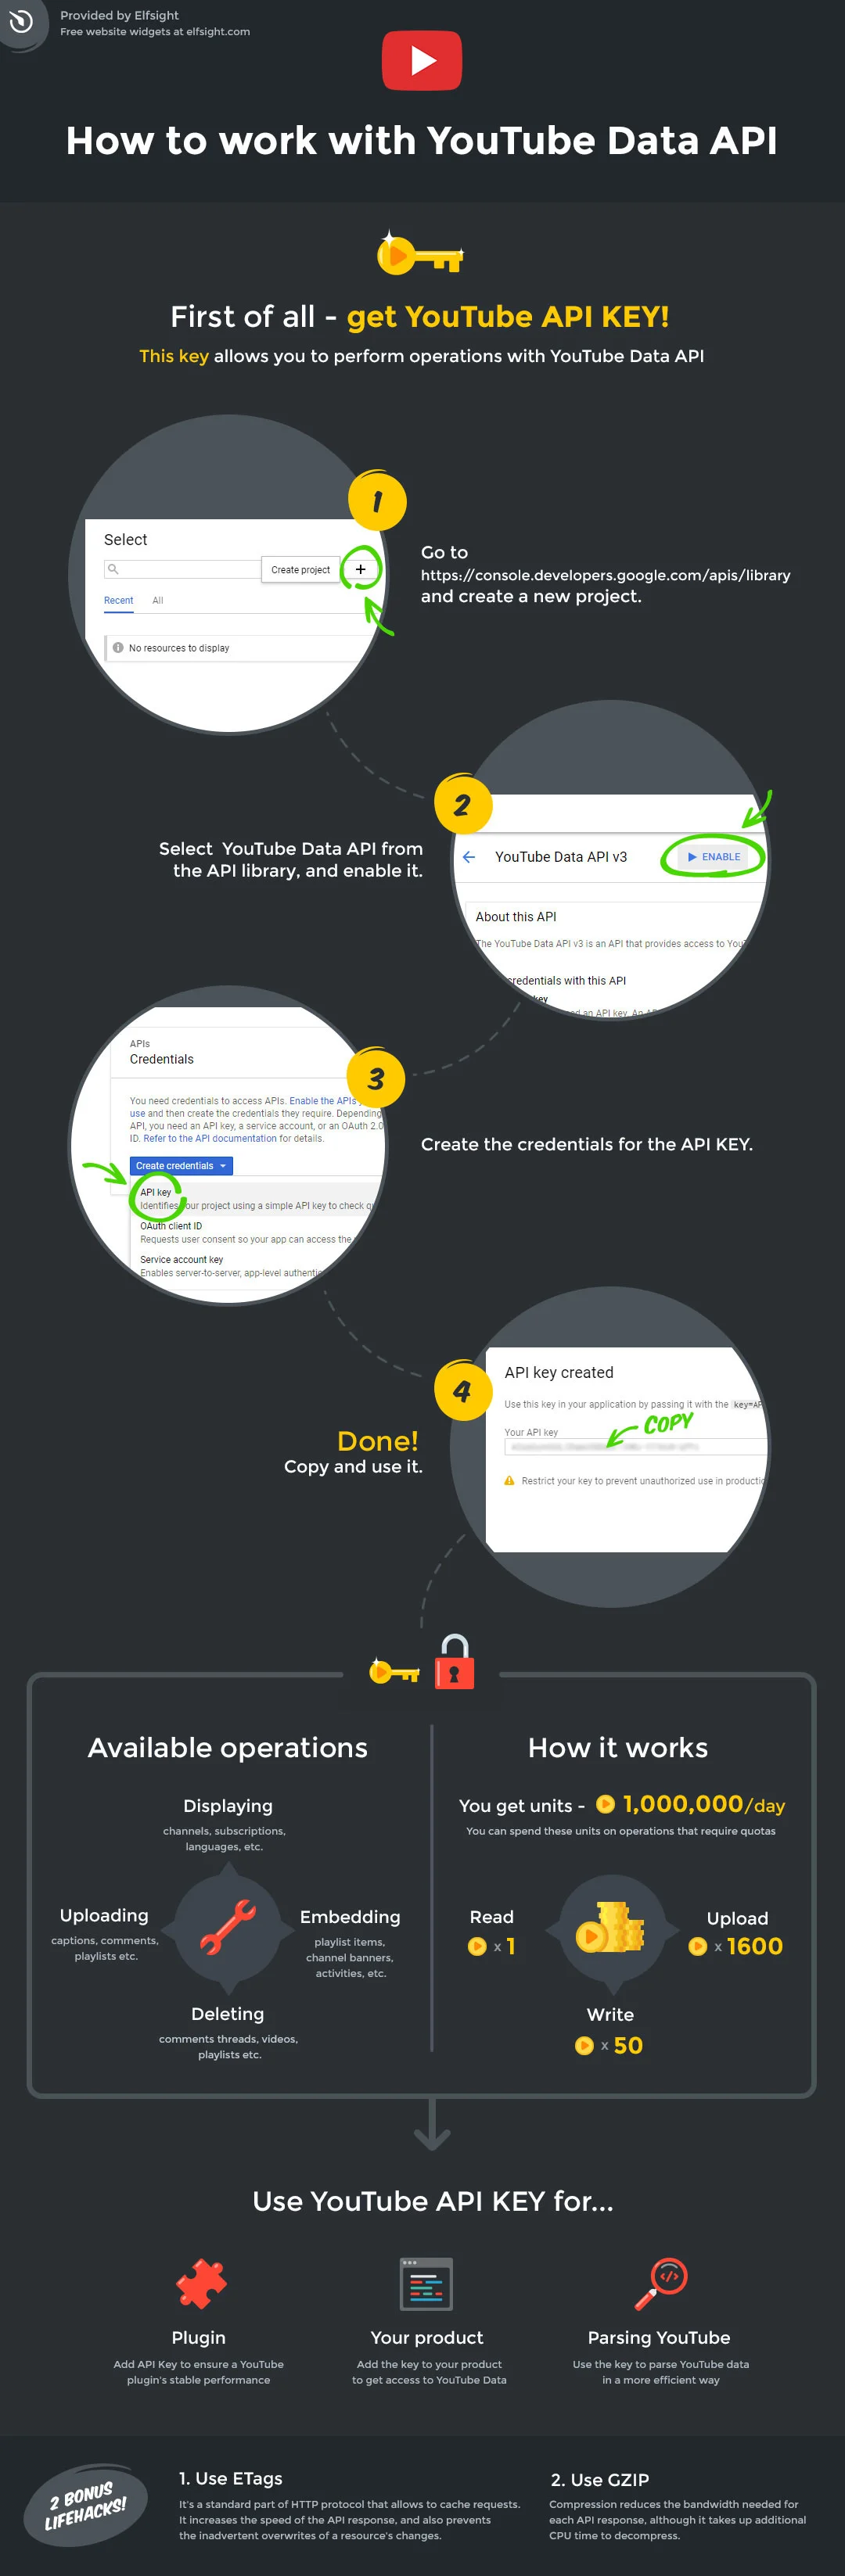 Provided by Elfsight
Free website widgets at elfsight.com
How to work with YouTube Data API
First of all - get YouTube API KEY!
This key allows you to perform operations with YouTube Data API
1
Select
Create project
+
Recent All
No resources to display
Go to
https://console.developers.google.com/apis/library
and create a new project.
2
Select YouTube Data API from
the API library, and enable it.
YouTube Data API v3
ENABLE
About this API
The YouTube Data API v3 is an API that provides access to
credentials with this API
key
an API key. An
3
APIs
Credentials
You need credentials to access APIs. Enable the APIs
use and then create the credentials they require. Depending
API, you need an API key, a service account, or an OAuth 2.0
ID. Refer to the API documentation for details.
Create credentials
API key
Identifies your project using a simple API key to check
OAuth client ID
Requests user consent so your app can access the
Service account key
Enables server-to-server, app-level
Create the credentials for the API KEY.
4
Done!
Copy and use it.
API key created
Use this key in your application by passing it with the
COPY
Your API key
Restrict your key to prevent unauthorized use in
Available operations
Displaying
channels, subscriptions,
languages, etc.
Uploading
captions, comments,
playlists etc.
Embedding
playlist items,
channel banners,
activities, etc.
Deleting
comments threads, videos,
playlists etc.
How it works
You get units - 1,000,000/day
You can spend these units on operations that require quotas
Read
x 1
Upload
x 1600
Write
x 50
Use YouTube API KEY for...
Plugin
Add API Key to ensure a YouTube
plugin's stable performance
Your product
Add the key to your product
to get access to YouTube Data
Parsing YouTube
Use the key to parse YouTube data
in a more efficient way
2 BONUS
LIFEHACKS!
1. Use ETags
It's a standard part of HTTP protocol that allows to cache requests.
It increases the speed of the API response, and also prevents
the inadvertent overwrites of a resource's changes.
2. Use GZIP
Compression reduces the bandwidth needed for
each API response, although it takes up additional
CPU time to decompress.